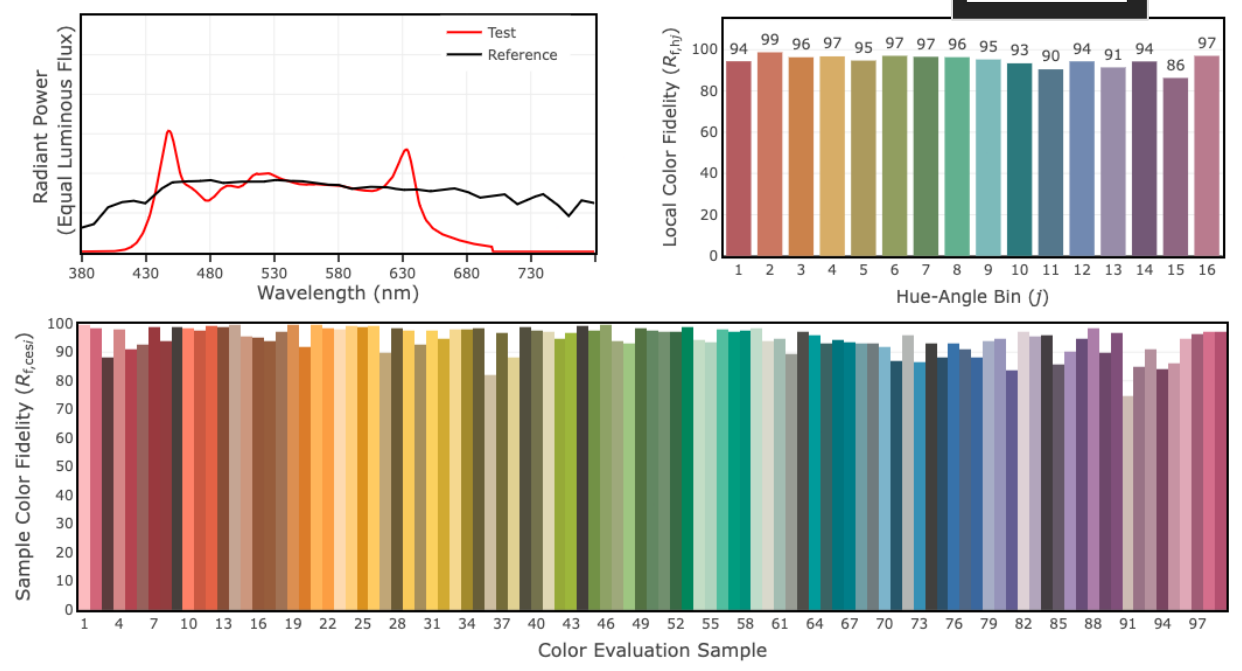 Test
Reference
Radiant Power
(Equal Luminous Flux)
380 430 480 530 580 630 680 730
Wavelength (nm)
Local Color Fidelity (Rf,hj)
100
80
60
40
20
0
94 99 96 97 95 97 97 96 95 93 90 94 91 94 86 97
1 2 3 4 5 6 7 8 9 10 11 12 13 14 15 16
Hue-Angle Bin (j)
Sample Color Fidelity (Rf,cesi)
100
90
80
70
60
50
40
30
20
10
0
1 4 7 10 13 16 19 22 25 28 31 34 37 40 43 46 49 52 55 58 61 64 67 70 73 76 79 82 85 88 91 94 97
Color Evaluation Sample